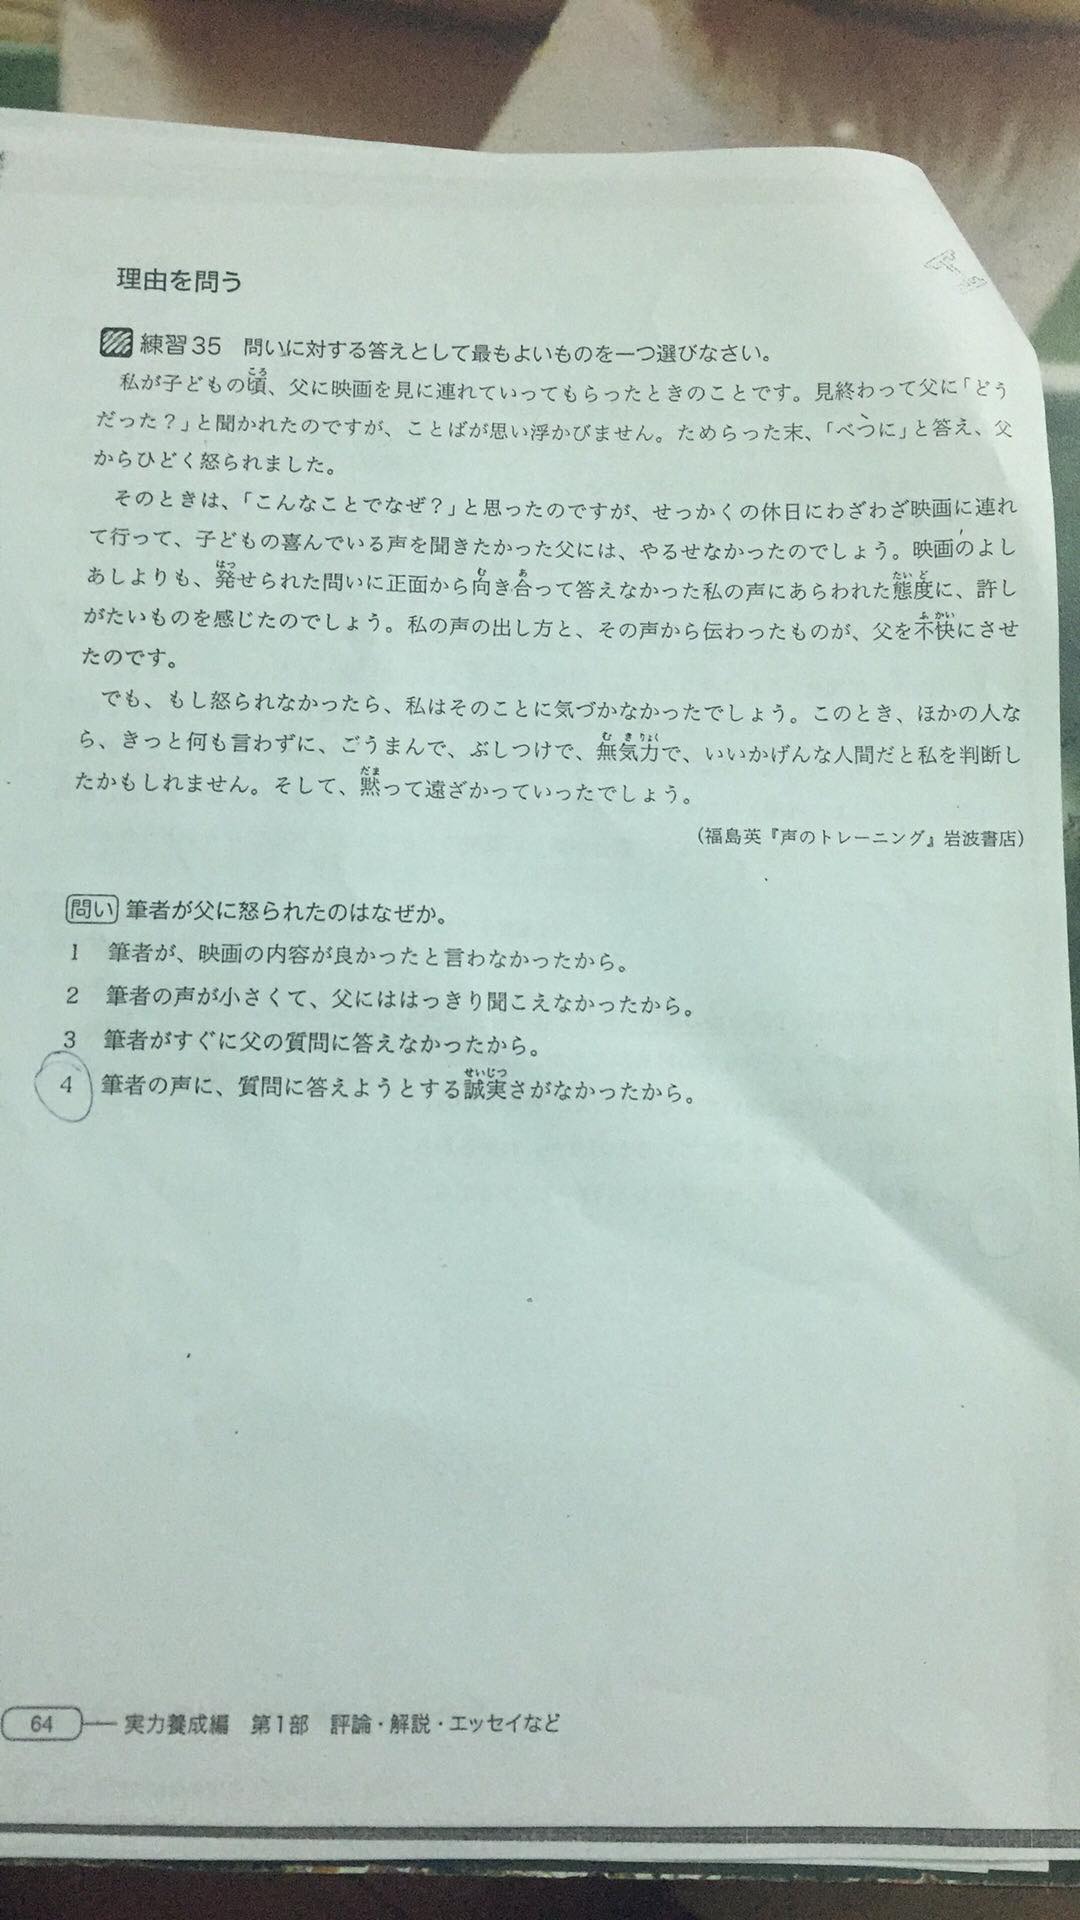 理由を問う
練習35 問いに対する答えとして最もよいものを一つ選びなさい。
私が子どもの頃、父に映画を見に連れていってもらったときのことです。見終わって父に「どう
だった？」と聞かれたのですが、ことばが思い浮かびません。ためらった末、「べつに」と答え、父
からひどく怒られました。
そのときは、「こんなことでなぜ？」と思ったのですが、せっかくの休日にわざわざ映画に連れ
て行って、子どもの喜んでいる声を聞きたかった父には、やるせなかったのでしょう。映画のよし
あしよりも、発せられた問いに正面から向き合って答えなかった私の声にあらわれた態度に、許し
がたいものを感じたのでしょう。私の声の出し方と、その声から伝わったものが、父を不快にさせ
たのです。
でも、もし怒られなかったら、私はそのことに気づかなかったでしょう。このとき、ほかの人な
ら、きっと何も言わずに、ごうまんで、ぶしつけで、無気力で、いいかげんな人間だと私を判断し
たかもしれません。そして、黙って遠ざかっていったでしょう。
（福島英『声のトレーニング』岩波書店）
問い 筆者が父に怒られたのはなぜか。
1 筆者が、映画の内容が良かったと言わなかったから。
2 筆者の声が小さくて、父にははっきり聞こえなかったから。
3 筆者がすぐに父の質問に答えなかったから。
4 筆者の声に、質問に答えようとする誠実さがなかったから。
64 実力養成編 第1部 評論・解説・エッセイなど